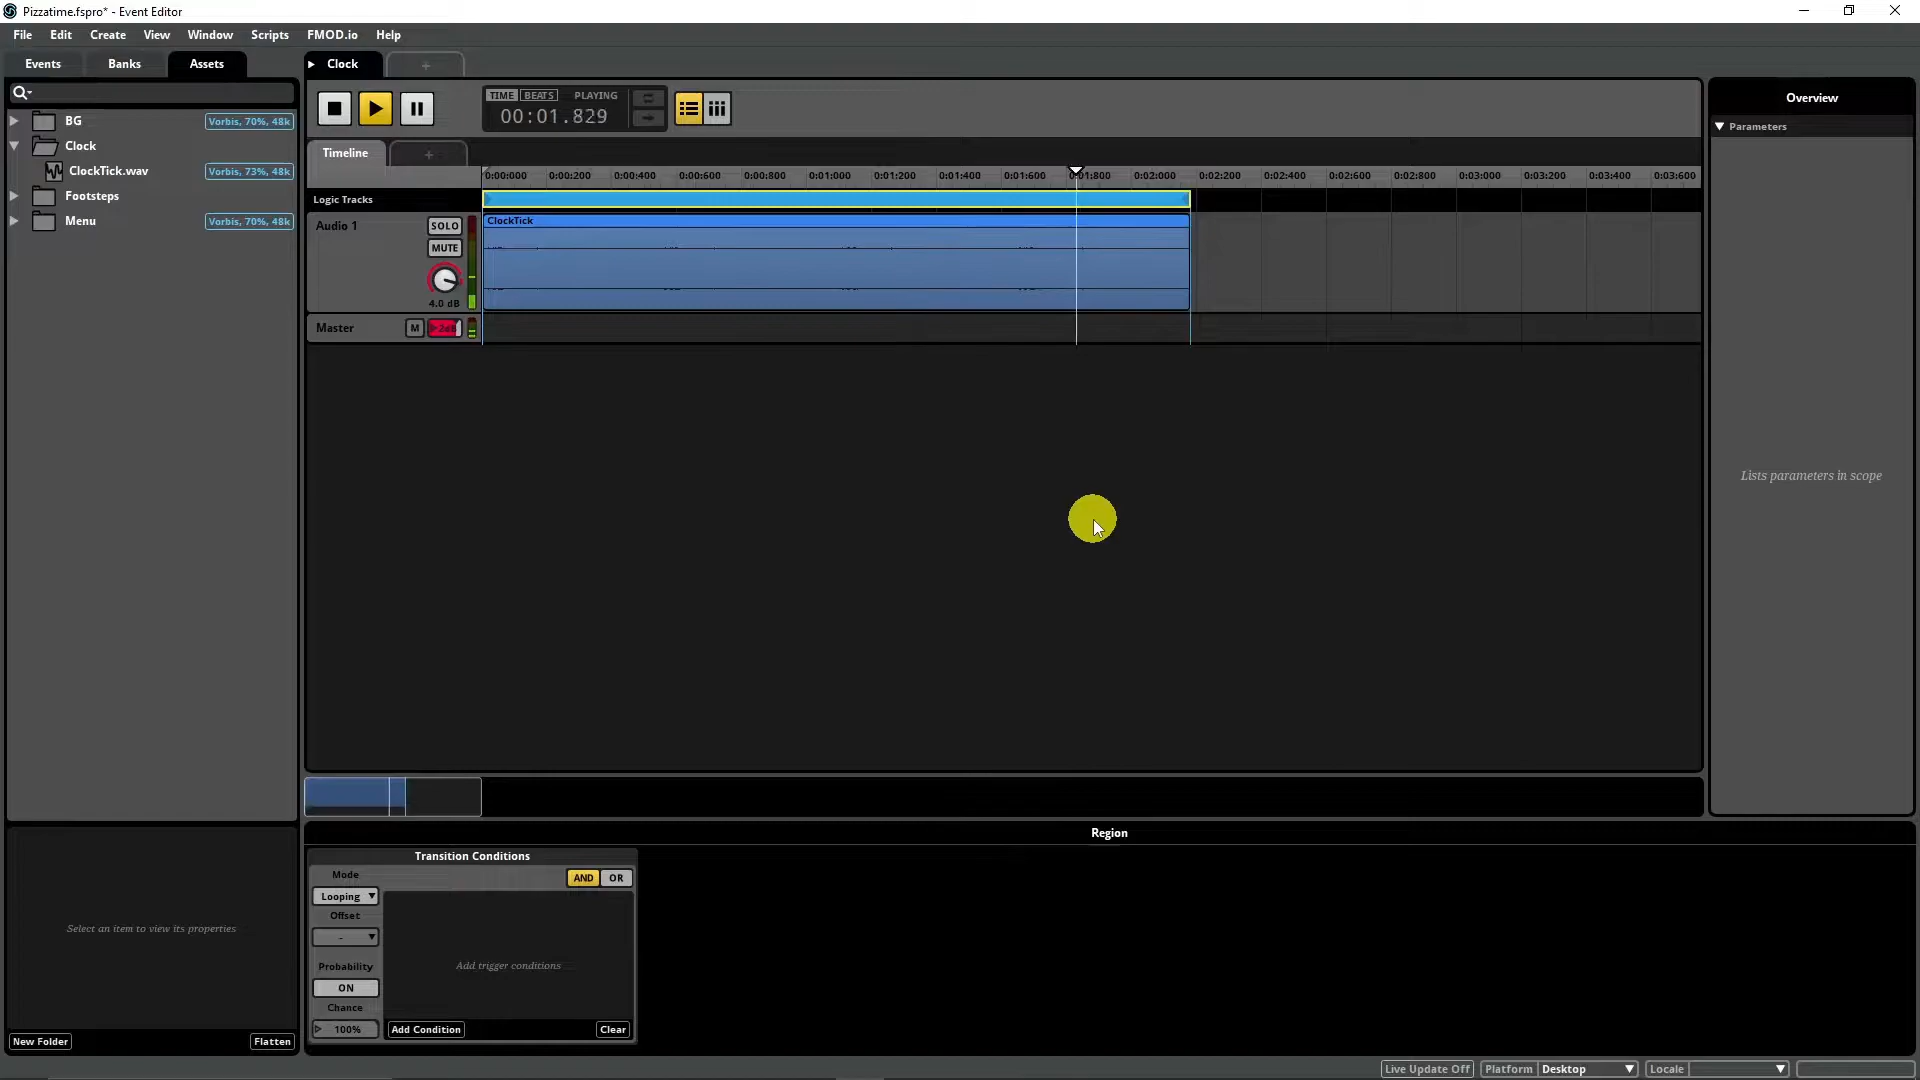 Pizzatime.fspro* - Event Editor
File Edit Create View Window Scripts FMOD.io Help
Events Banks Assets Clock +
BG Vorbis, 70%, 48k
Clock
ClockTick.wav Vorbis, 73%, 48k
Footsteps
Menu Vorbis, 70%, 48k
TIME BEATS PLAYING
00:01.829
Timeline +
0:00:000 0:00:200 0:00:400 0:00:600 0:00:800 0:01:000 0:01:200 0:01:400 0:01:600 0:01:800 0:02:000 0:02:200 0:02:400 0:02:600 0:02:800 0:03:000 0:03:200 0:03:400 0:03:600
Logic Tracks
Audio 1 SOLO
MUTE
4.0 dB
ClockTick
Master M
Overview
Parameters
Lists parameters in scope
Region
Transition Conditions
Mode
AND OR
Looping
Offset
-
Probability
ON
Chance
100%
Add trigger conditions
Add Condition Clear
Select an item to view its properties
New Folder Flatten
Live Update Off Platform Desktop Locale